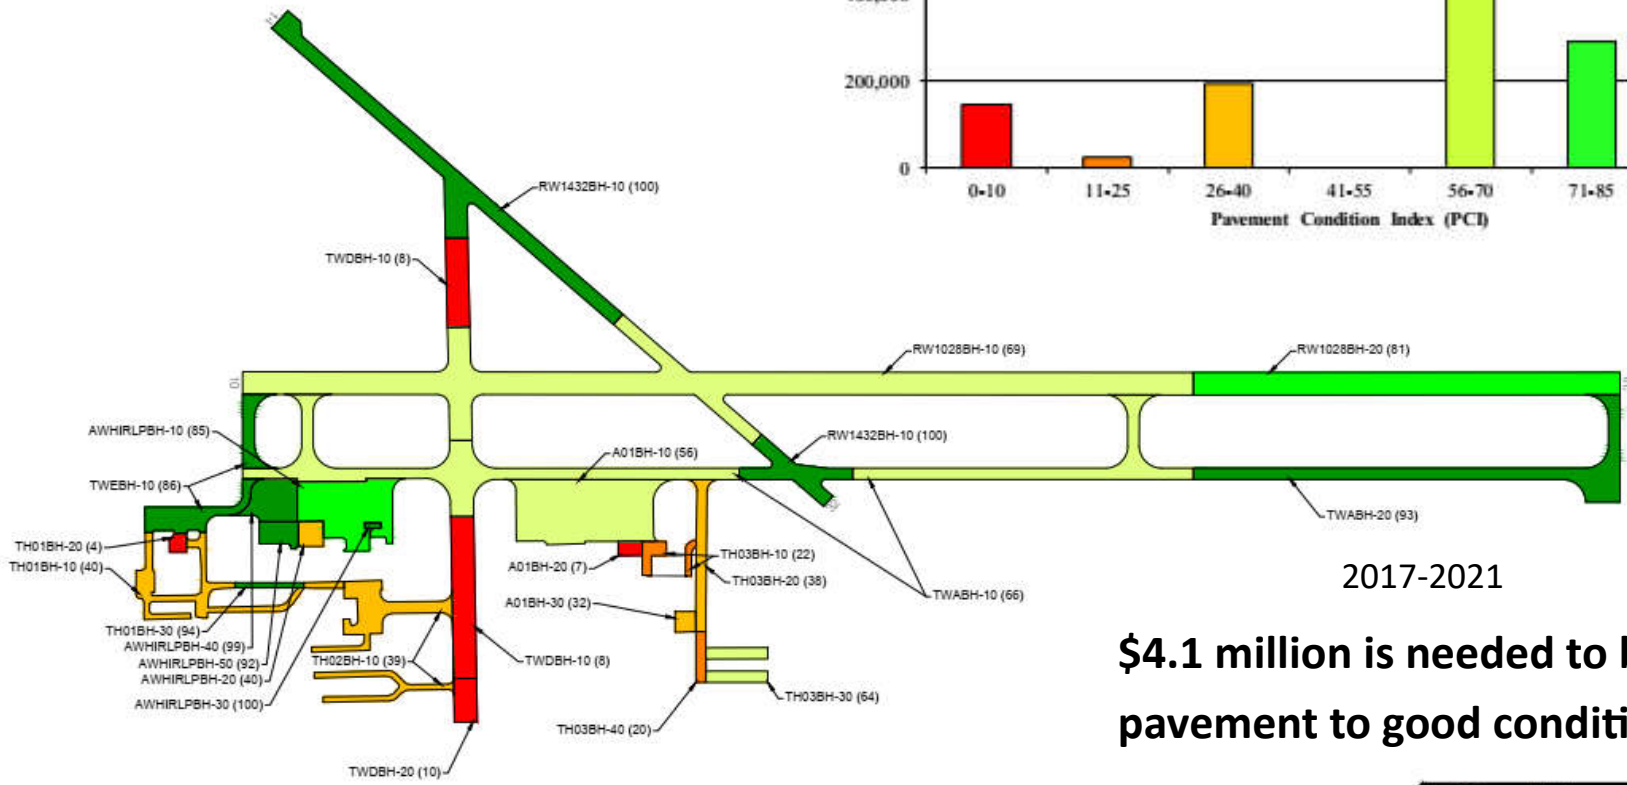 200,000
0
0-10
11-25
26-40
41-55
56-70
71-85
Pavement Condition Index (PCI)
RW1432BH-10 (100)
TWDBH-10 (8)
RW1028BH-10 (69)
RW1028BH-20 (81)
10
AWHIRLPBH-10 (85)
A01BH-10 (56)
RW1432BH-10 (100)
TWEBH-10 (86)
TWABH-20 (93)
TH01BH-20 (4)
TH01BH-10 (40)
A01BH-20 (7)
TH03BH-10 (22)
TH03BH-20 (38)
A01BH-30 (32)
TWABH-10 (66)
2017-2021
TH01BH-30 (94)
AWHIRLPBH-40 (99)
AWHIRLPBH-50 (92)
AWHIRLPBH-20 (40)
AWHIRLPBH-30 (100)
TH02BH-10 (39)
TWDBH-10 (8)
TH03BH-30 (64)
TH03BH-40 (20)
TWDBH-20 (10)
$4.1 million is needed to
pavement to good